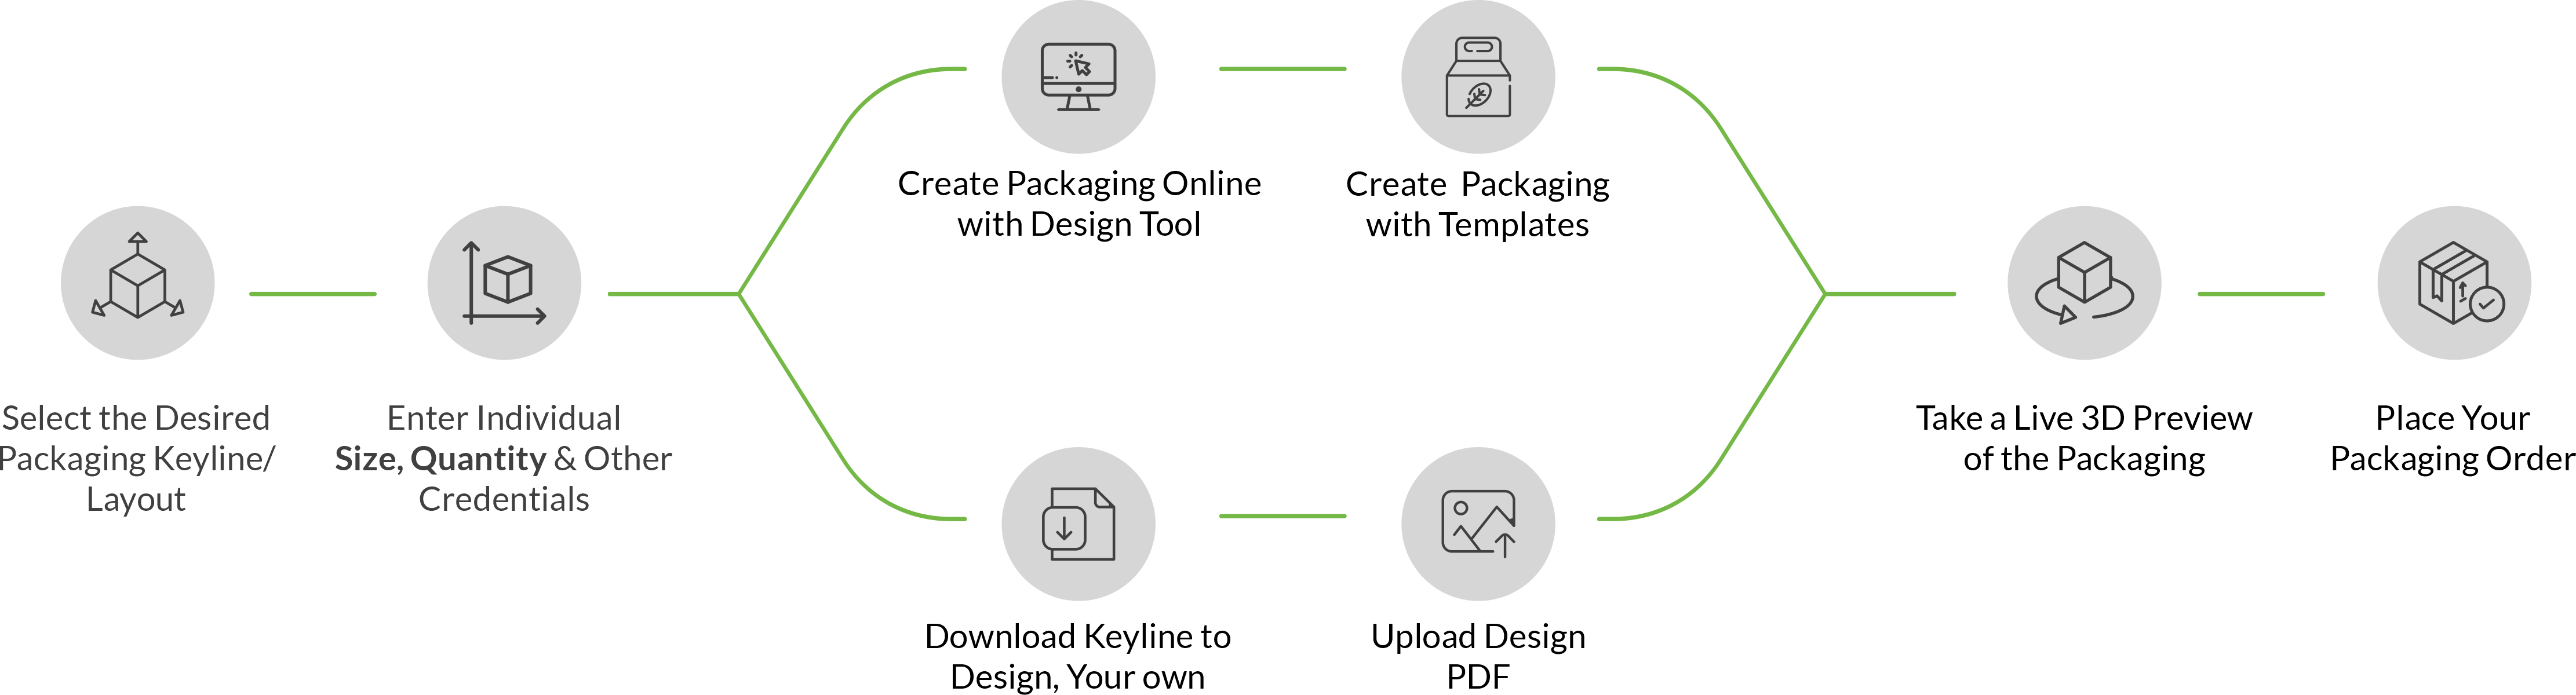 Select the Desired
Packaging Keyline/
Layout
Enter Individual
Size, Quantity & Other
Credentials
Create Packaging Online
with Design Tool
Create Packaging
with Templates
Download Keyline to
Design, Your own
Upload Design
PDF
Take a Live 3D Preview
of the Packaging
Place Your
Packaging Order